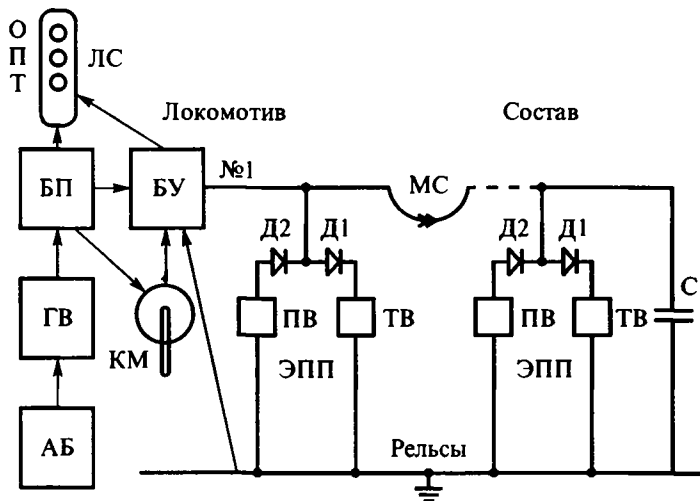 О
П
Т
ЛС
Локомотив
Состав
БП
БУ
№1
МС
Д2
Д1
Д2
Д1
ГВ
КМ
ПВ
ТВ
ПВ
ТВ
С
ЭПП
ЭПП
АБ
Рельсы